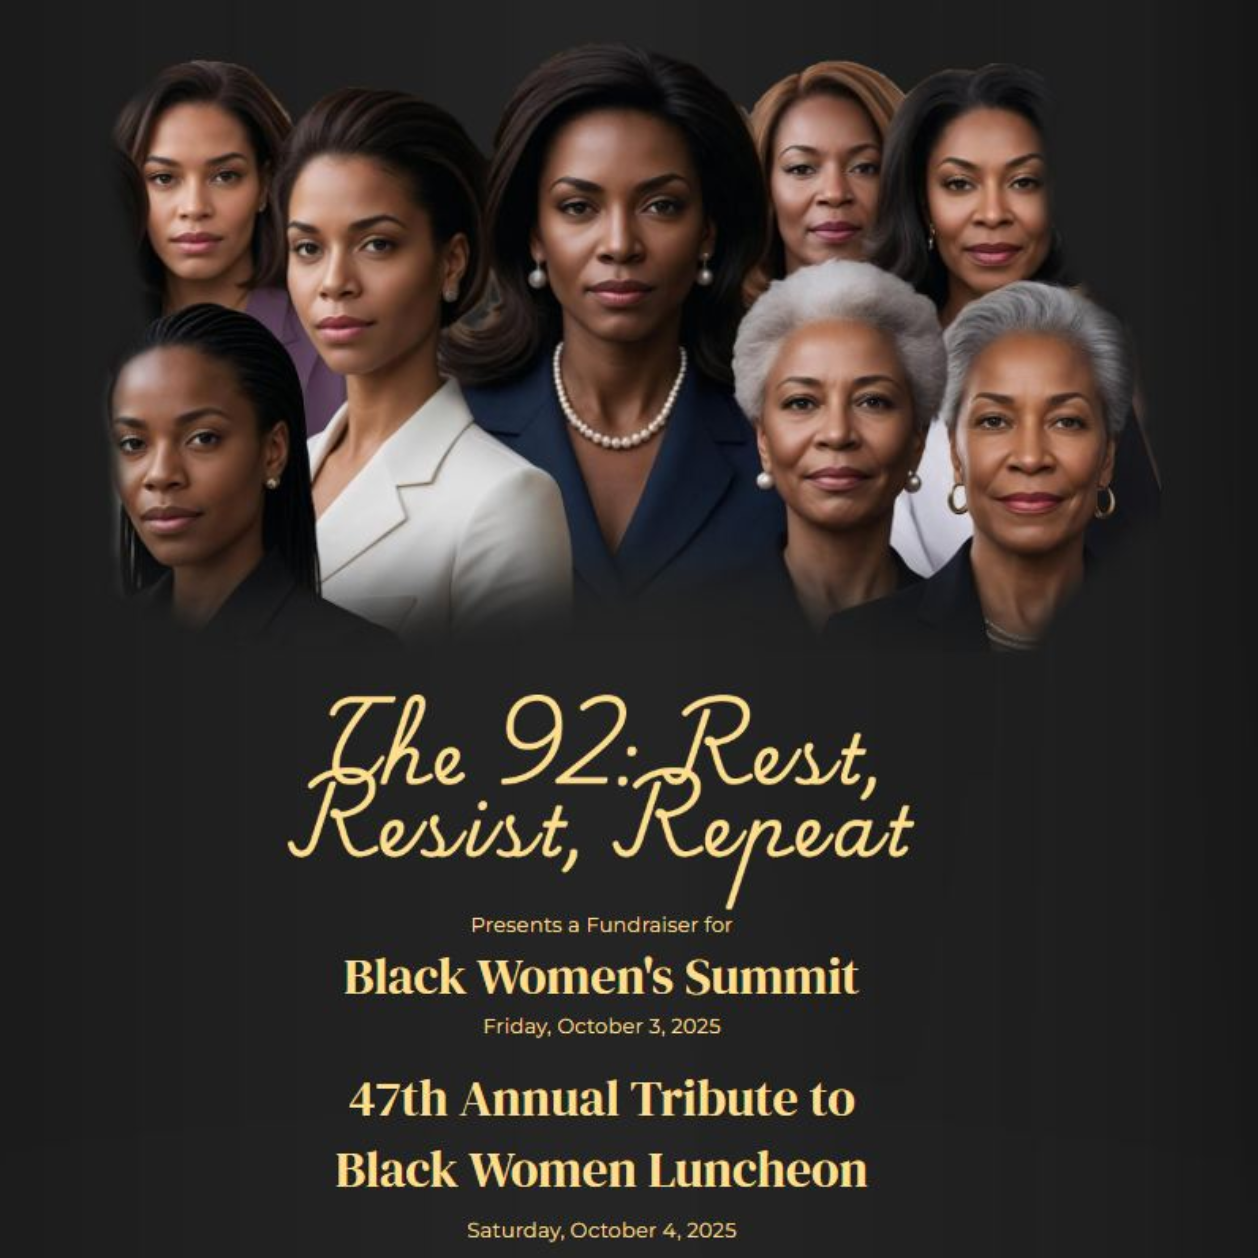 The 92: Rest,
Resist, Repeat
Presents a Fundraiser for
Black Women's Summit
Friday, October 3, 2025
47th Annual Tribute to
Black Women Luncheon
Saturday, October 4, 2025